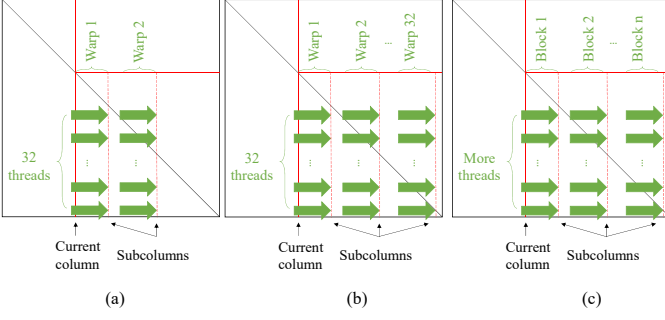 Warp 1
Warp 2
32
threads
...
...
Current
column
Subcolumns
(a)
Warp 1
Warp 2
...
Warp 32
32
threads
...
...
...
Current
column
Subcolumns
(b)
Block 1
Block 2
...
Block n
More
threads
...
...
...
Current
column
Subcolumns
(c)